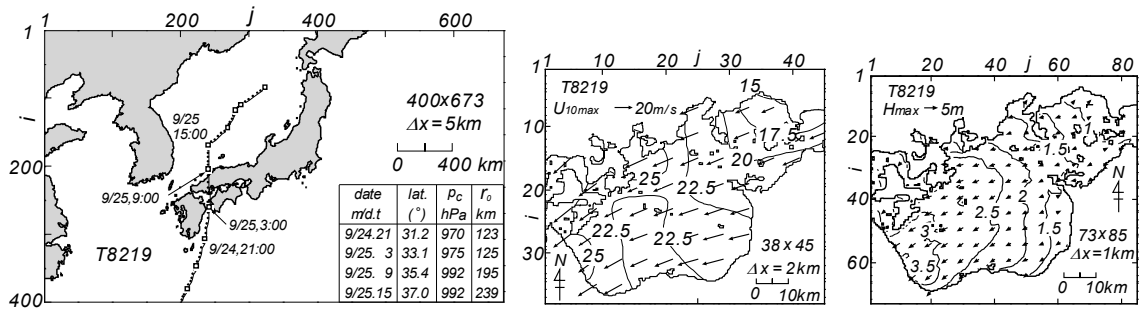 1 200 j 400 600
1
i
200
400
9/25
15:00
9/25,9:00
9/25,3:00
9/24,21:00
T8219
400x673
Δx = 5km
0 400 km
date lat. pc r₀
m/d.t (°) hPa km
9/24.21 31.2 970 123
9/25. 3 33.1 975 125
9/25. 9 35.4 992 195
9/25.15 37.0 992 239
1 10 20 j 30 40
1
10
20
i
30
T8219
U10max 20m/s
15
17.5
20
25 22.5
22.5 22.5
25
N
38 x 45
Δx = 2km
0 10km
1 20 40 j 60 80
1
20
40
i
60
T8219
Hmax 5m
1
1.5
2
2.5
1.5
3
3.5
N
73x85
Δx=1km
0 10km